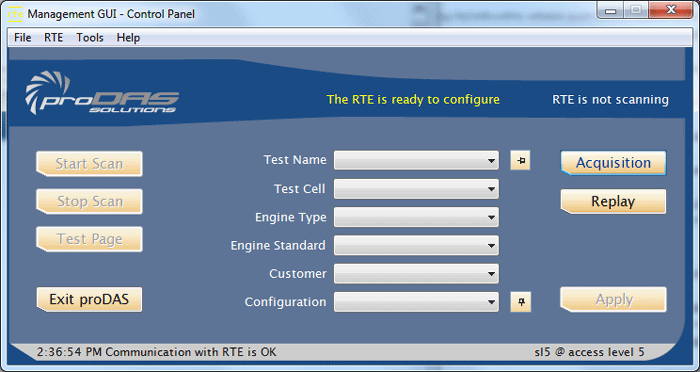 Management GUI - Control Panel
File RTE Tools Help
proDAS
SOLUTIONS
The RTE is ready to configure
RTE is not scanning
Start Scan
Stop Scan
Test Page
Exit proDAS
Test Name
Test Cell
Engine Type
Engine Standard
Customer
Configuration
Acquisition
Replay
Apply
2:36:54 PM Communication with RTE is OK
sl5 @ access level 5